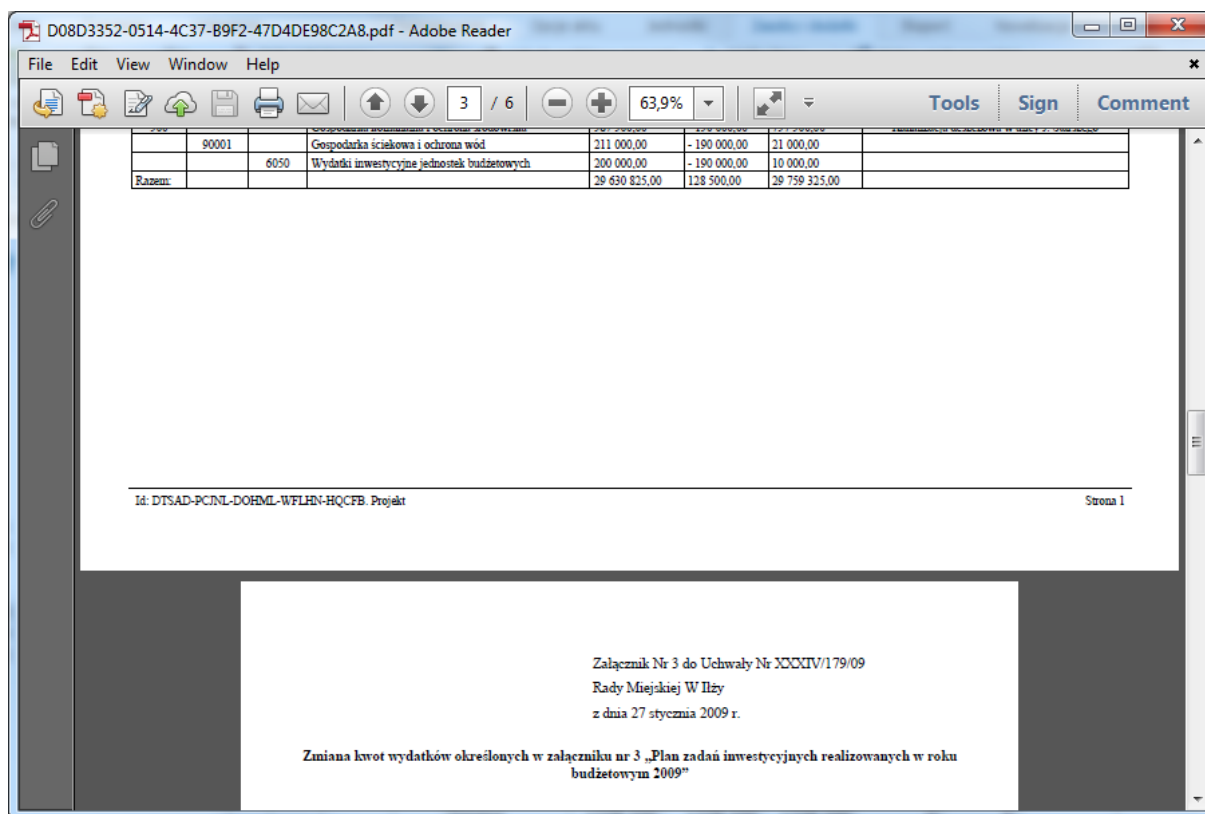 D08D3352-0514-4C37-B9F2-47D4DE98C2A8.pdf - Adobe Reader
File Edit View Window Help
3 / 6 63,9% Tools Sign Comment
90001 Gospodarka ściekowa i ochrona wód 211 000,00 - 190 000,00 21 000,00
6050 Wydatki inwestycyjne jednostek budżetowych 200 000,00 - 190 000,00 10 000,00
Razem: 29 630 825,00 128 500,00 29 759 325,00
Id: DTSAD-PCJNL-DOHML-WFLHN-HQCFB. Projekt Strona 1
Załącznik Nr 3 do Uchwały Nr XXXIV/179/09
Rady Miejskiej W Iłży
z dnia 27 stycznia 2009 r.
Zmiana kwot wydatków określonych w załączniku nr 3 „Plan zadań inwestycyjnych realizowanych w roku
budżetowym 2009”